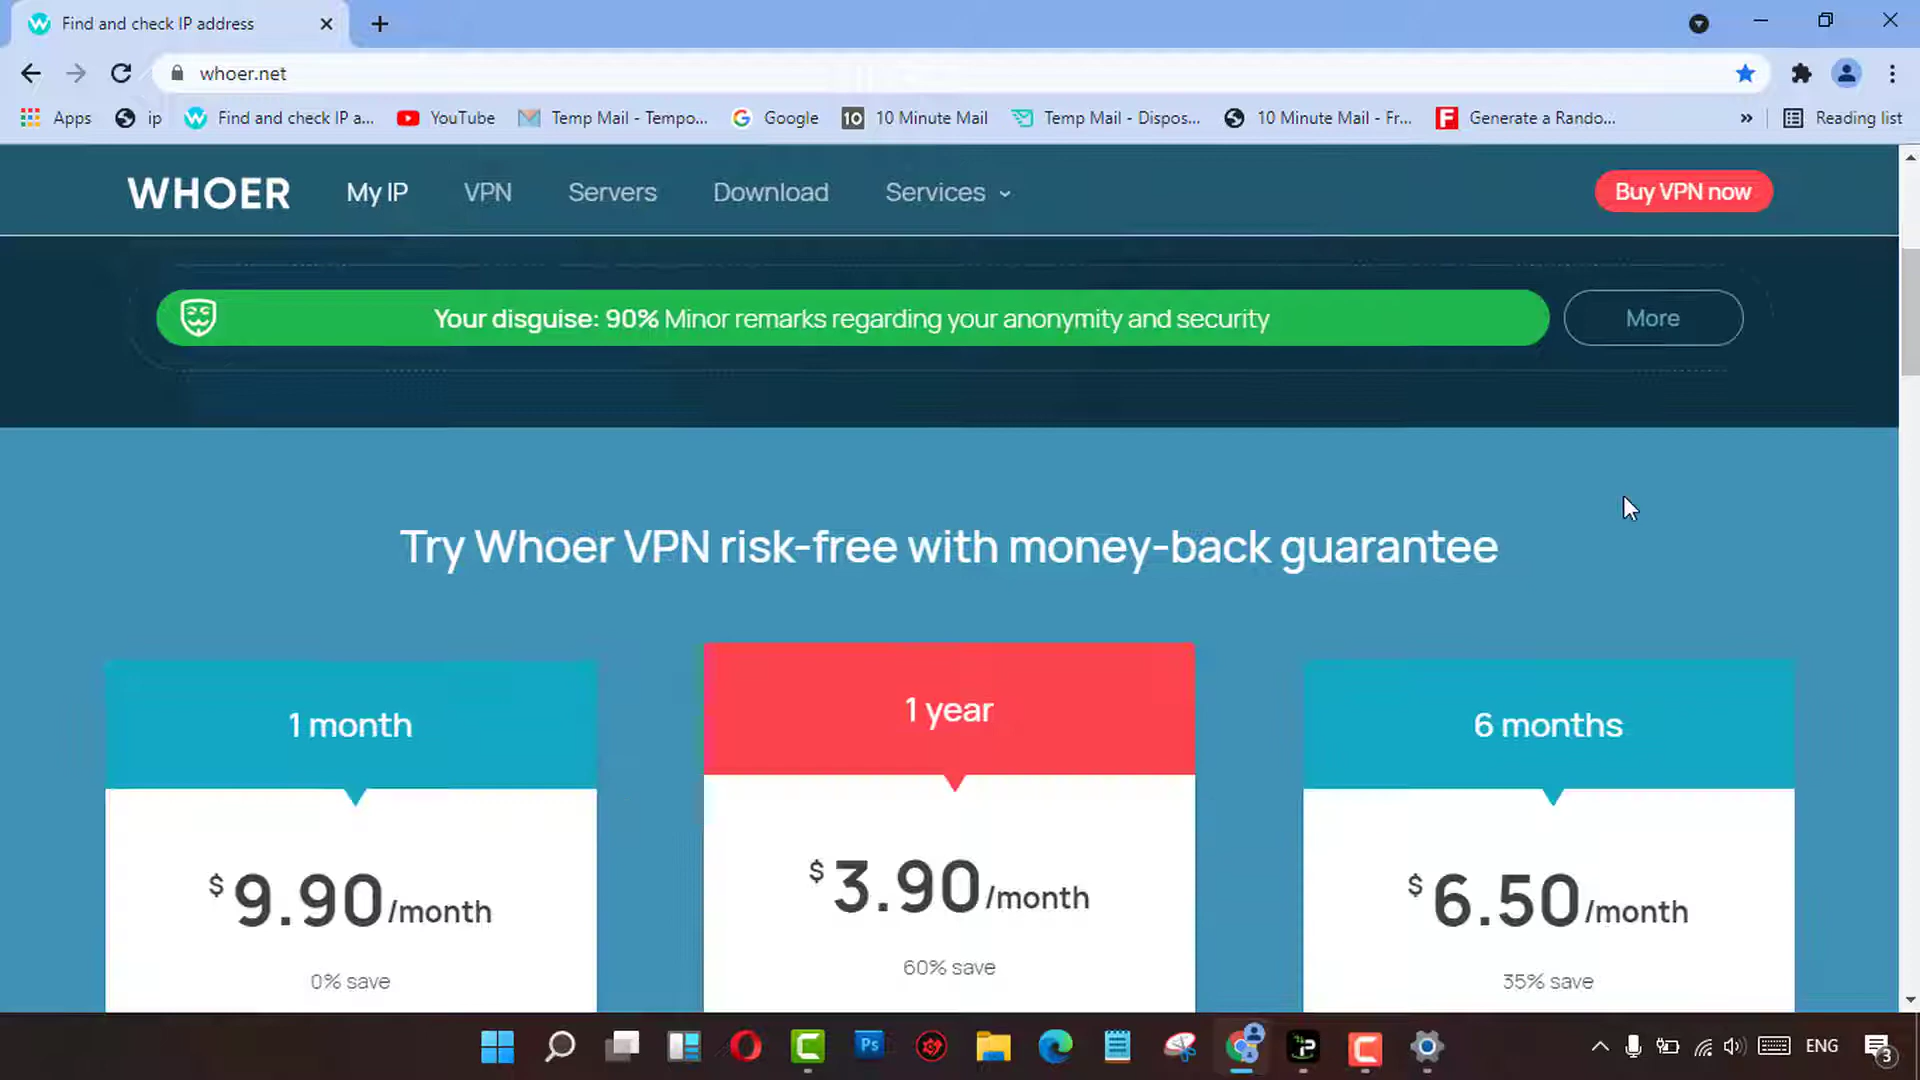 Find and check IP address
whoer.net
Apps
ip
Find and check IP a...
YouTube
Temp Mail - Tempo...
Google
10
10 Minute Mail
Temp Mail - Dispos...
10 Minute Mail - Fr...
F
Generate a Rando...
»
Reading list
WHOER
My IP
VPN
Servers
Download
Services
Buy VPN now
Your disguise: 90% Minor remarks regarding your anonymity and security
More
Try Whoer VPN risk-free with money-back guarantee
1 month
1 year
6 months
$ 9.90/month
$ 3.90/month
$ 6.50/month
0% save
60% save
35% save
Ps
ENG
3